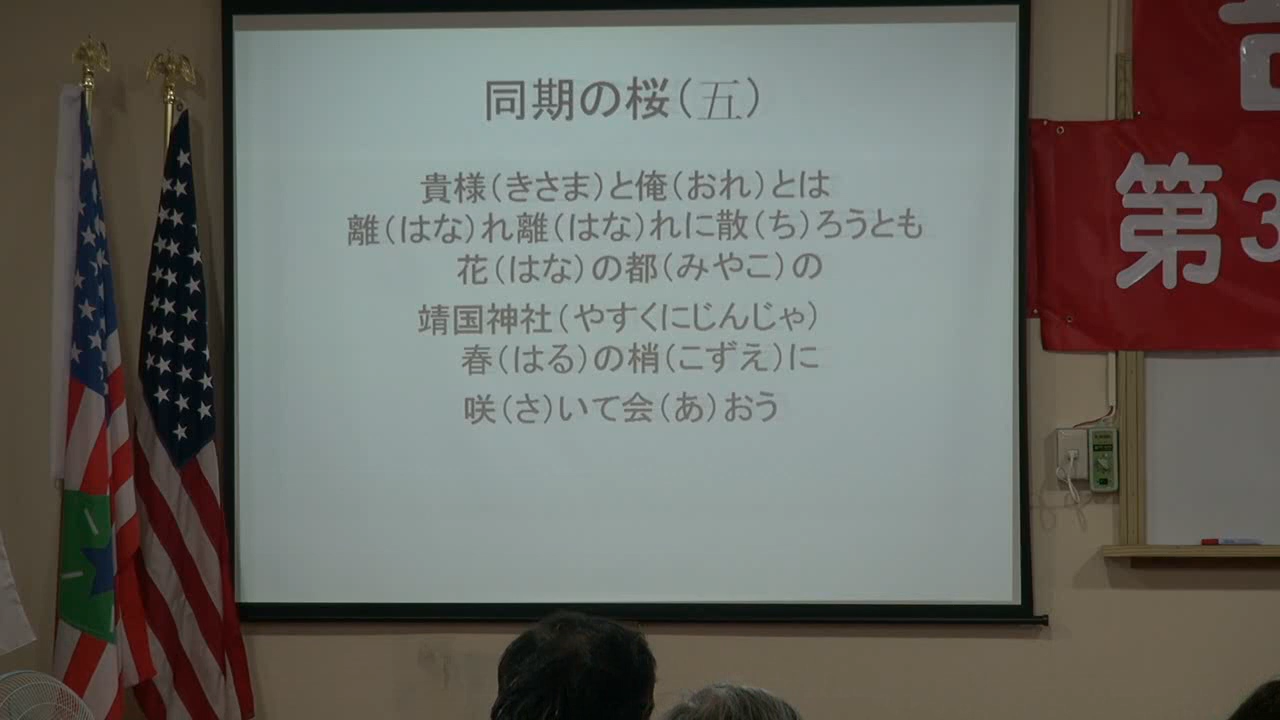 同期の桜(五)
貴様(きさま)と俺(おれ)とは
離(はな)れ離(はな)れに散(ち)ろうとも
花(はな)の都(みやこ)の
靖国神社(やすくにじんじゃ)
春(はる)の梢(こずえ)に
咲(さ)いて会(あ)おう
第3